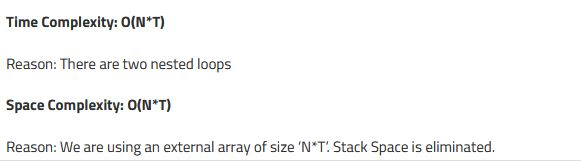 Time Complexity: O(N*T)
Reason: There are two nested loops
Space Complexity: O(N*T)
Reason: We are using an external array of size ‘N*T’. Stack Space is eliminated.